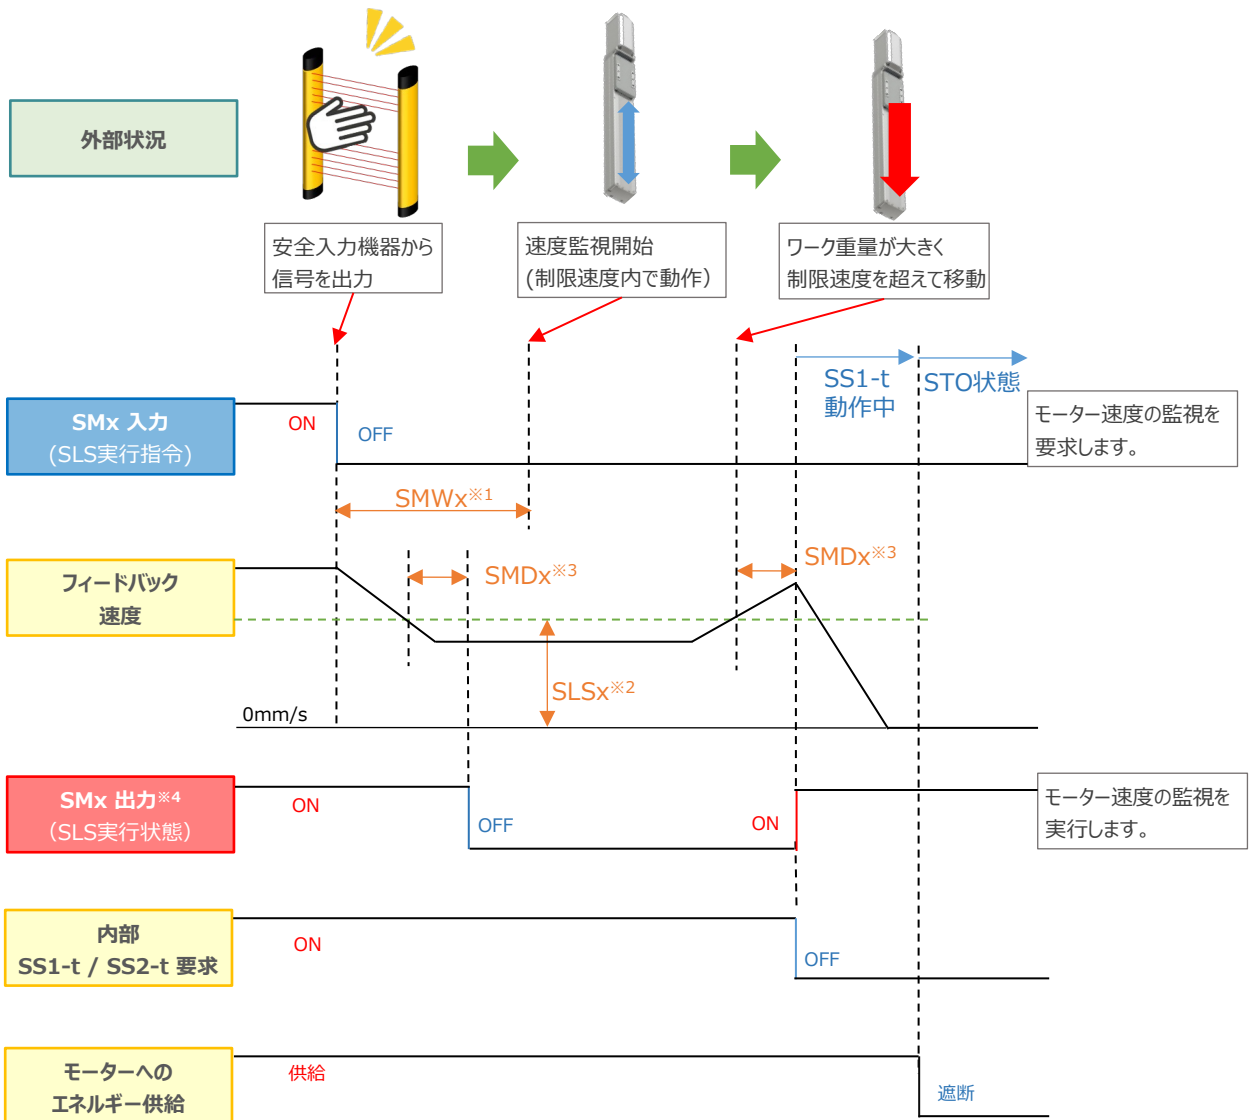 外部状況
安全入力機器から
信号を出力
速度監視開始
(制限速度内で動作)
ワーク重量が大きく
制限速度を超えて移動
SS1-t
動作中
STO状態
SMx 入力
(SLS実行指令)
ON
OFF
モーター速度の監視を
要求します。
SMWx※1
フィードバック
速度
SMDx※3
SMDx※3
SLSx※2
0mm/s
SMx 出力※4
(SLS実行状態)
ON
OFF
ON
モーター速度の監視を
実行します。
内部
SS1-t / SS2-t 要求
ON
OFF
モーターへの
エネルギー供給
供給
遮断